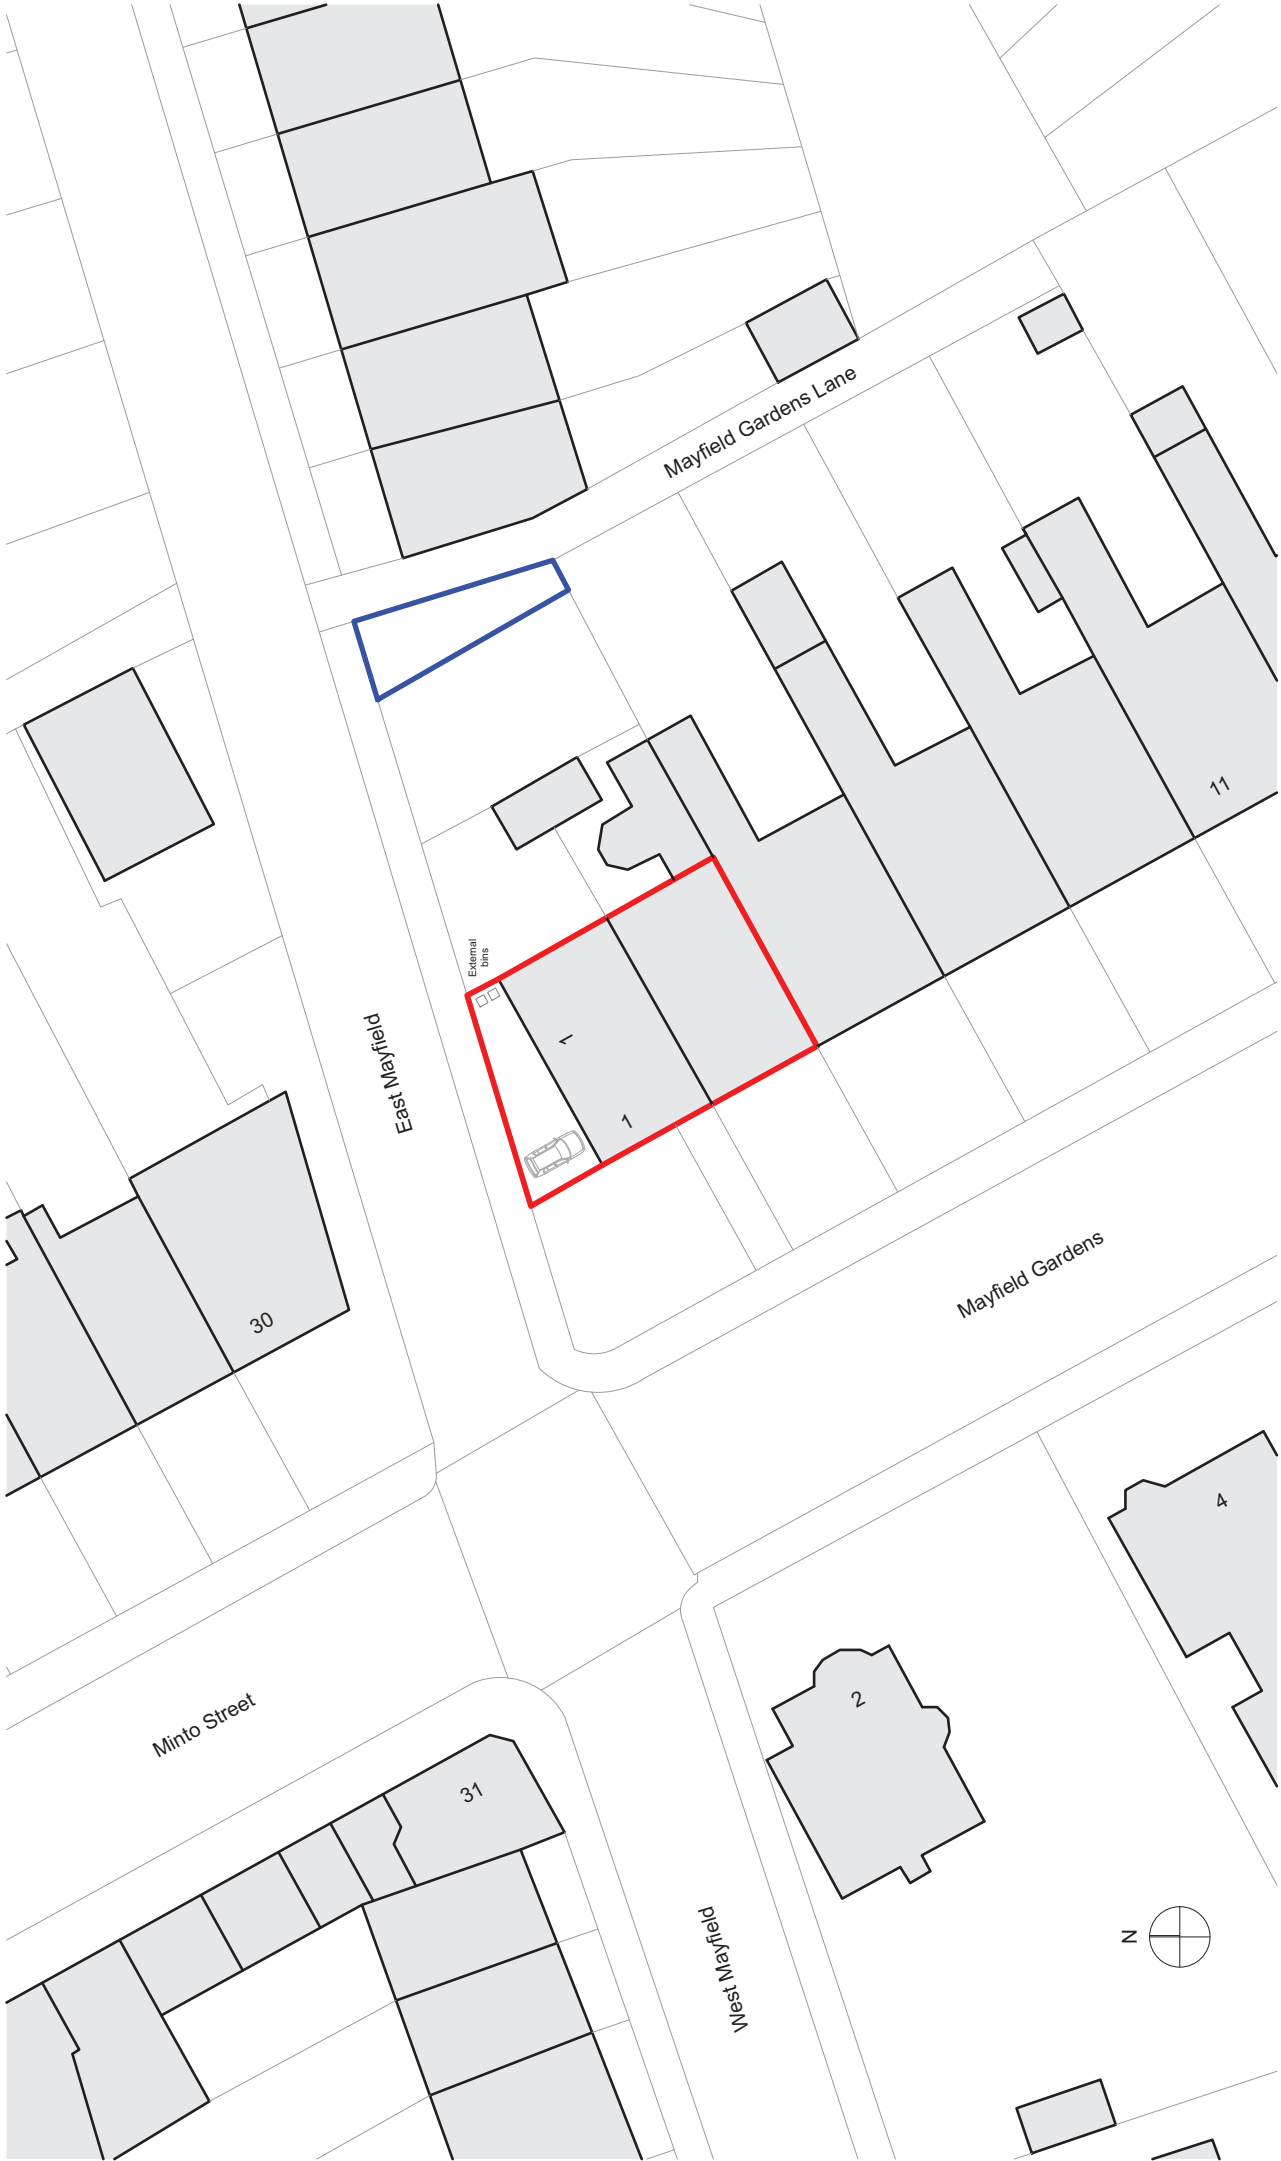 Mayfield Gardens Lane
11
External
bins
1
East Mayfield
1
Mayfield Gardens
30
4
2
Minto Street
31
West Mayfield
N